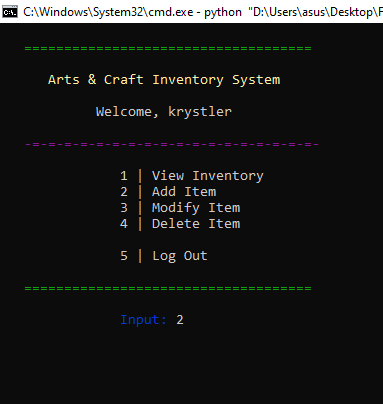 C:\Windows\System32\cmd.exe - python "D:\Users\asus\Desktop\F
====================================
Arts & Craft Inventory System
Welcome, krystler
-=-=-=-=-=-=-=-=-=-=-=-=-=-=-=-=-=-=-
1 | View Inventory
2 | Add Item
3 | Modify Item
4 | Delete Item
5 | Log Out
====================================
Input: 2